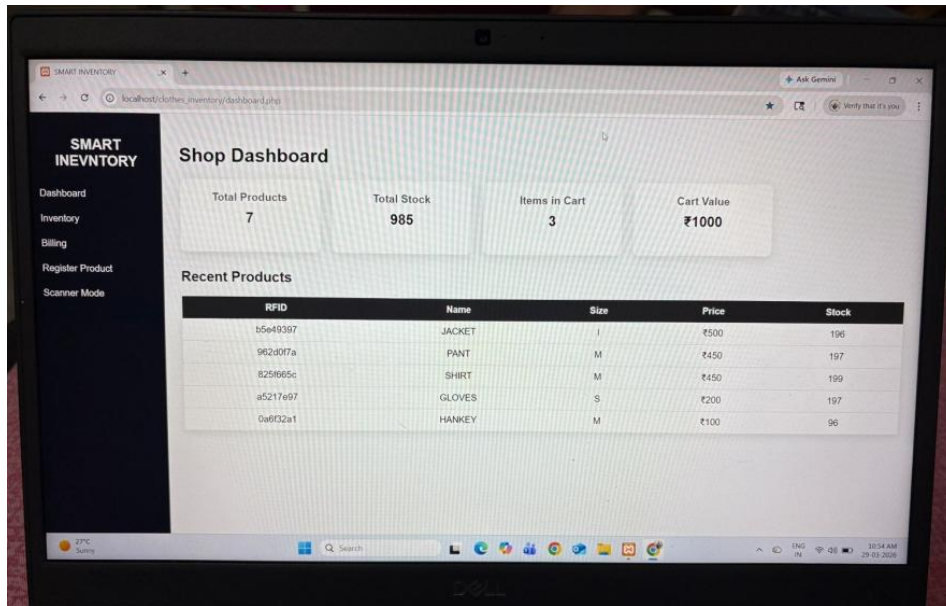 SMART INVENTORY
Ask Gemini
localhost/clothes_inventory/dashboard.php
Verify that it's you
SMART
INEVNTORY
Dashboard
Inventory
Billing
Register Product
Scanner Mode
Shop Dashboard
Total Products
7
Total Stock
985
Items in Cart
3
Cart Value
₹1000
Recent Products
RFID Name Size Price Stock
b5e49397 JACKET l ₹500 196
962d0f7a PANT M ₹450 197
825f665c SHIRT M ₹450 199
a5217e97 GLOVES S ₹200 197
0a6f32a1 HANKEY M ₹100 96
27°C
Sunny
Search
ENG
IN
10:54 AM
29-03-2026
DELL